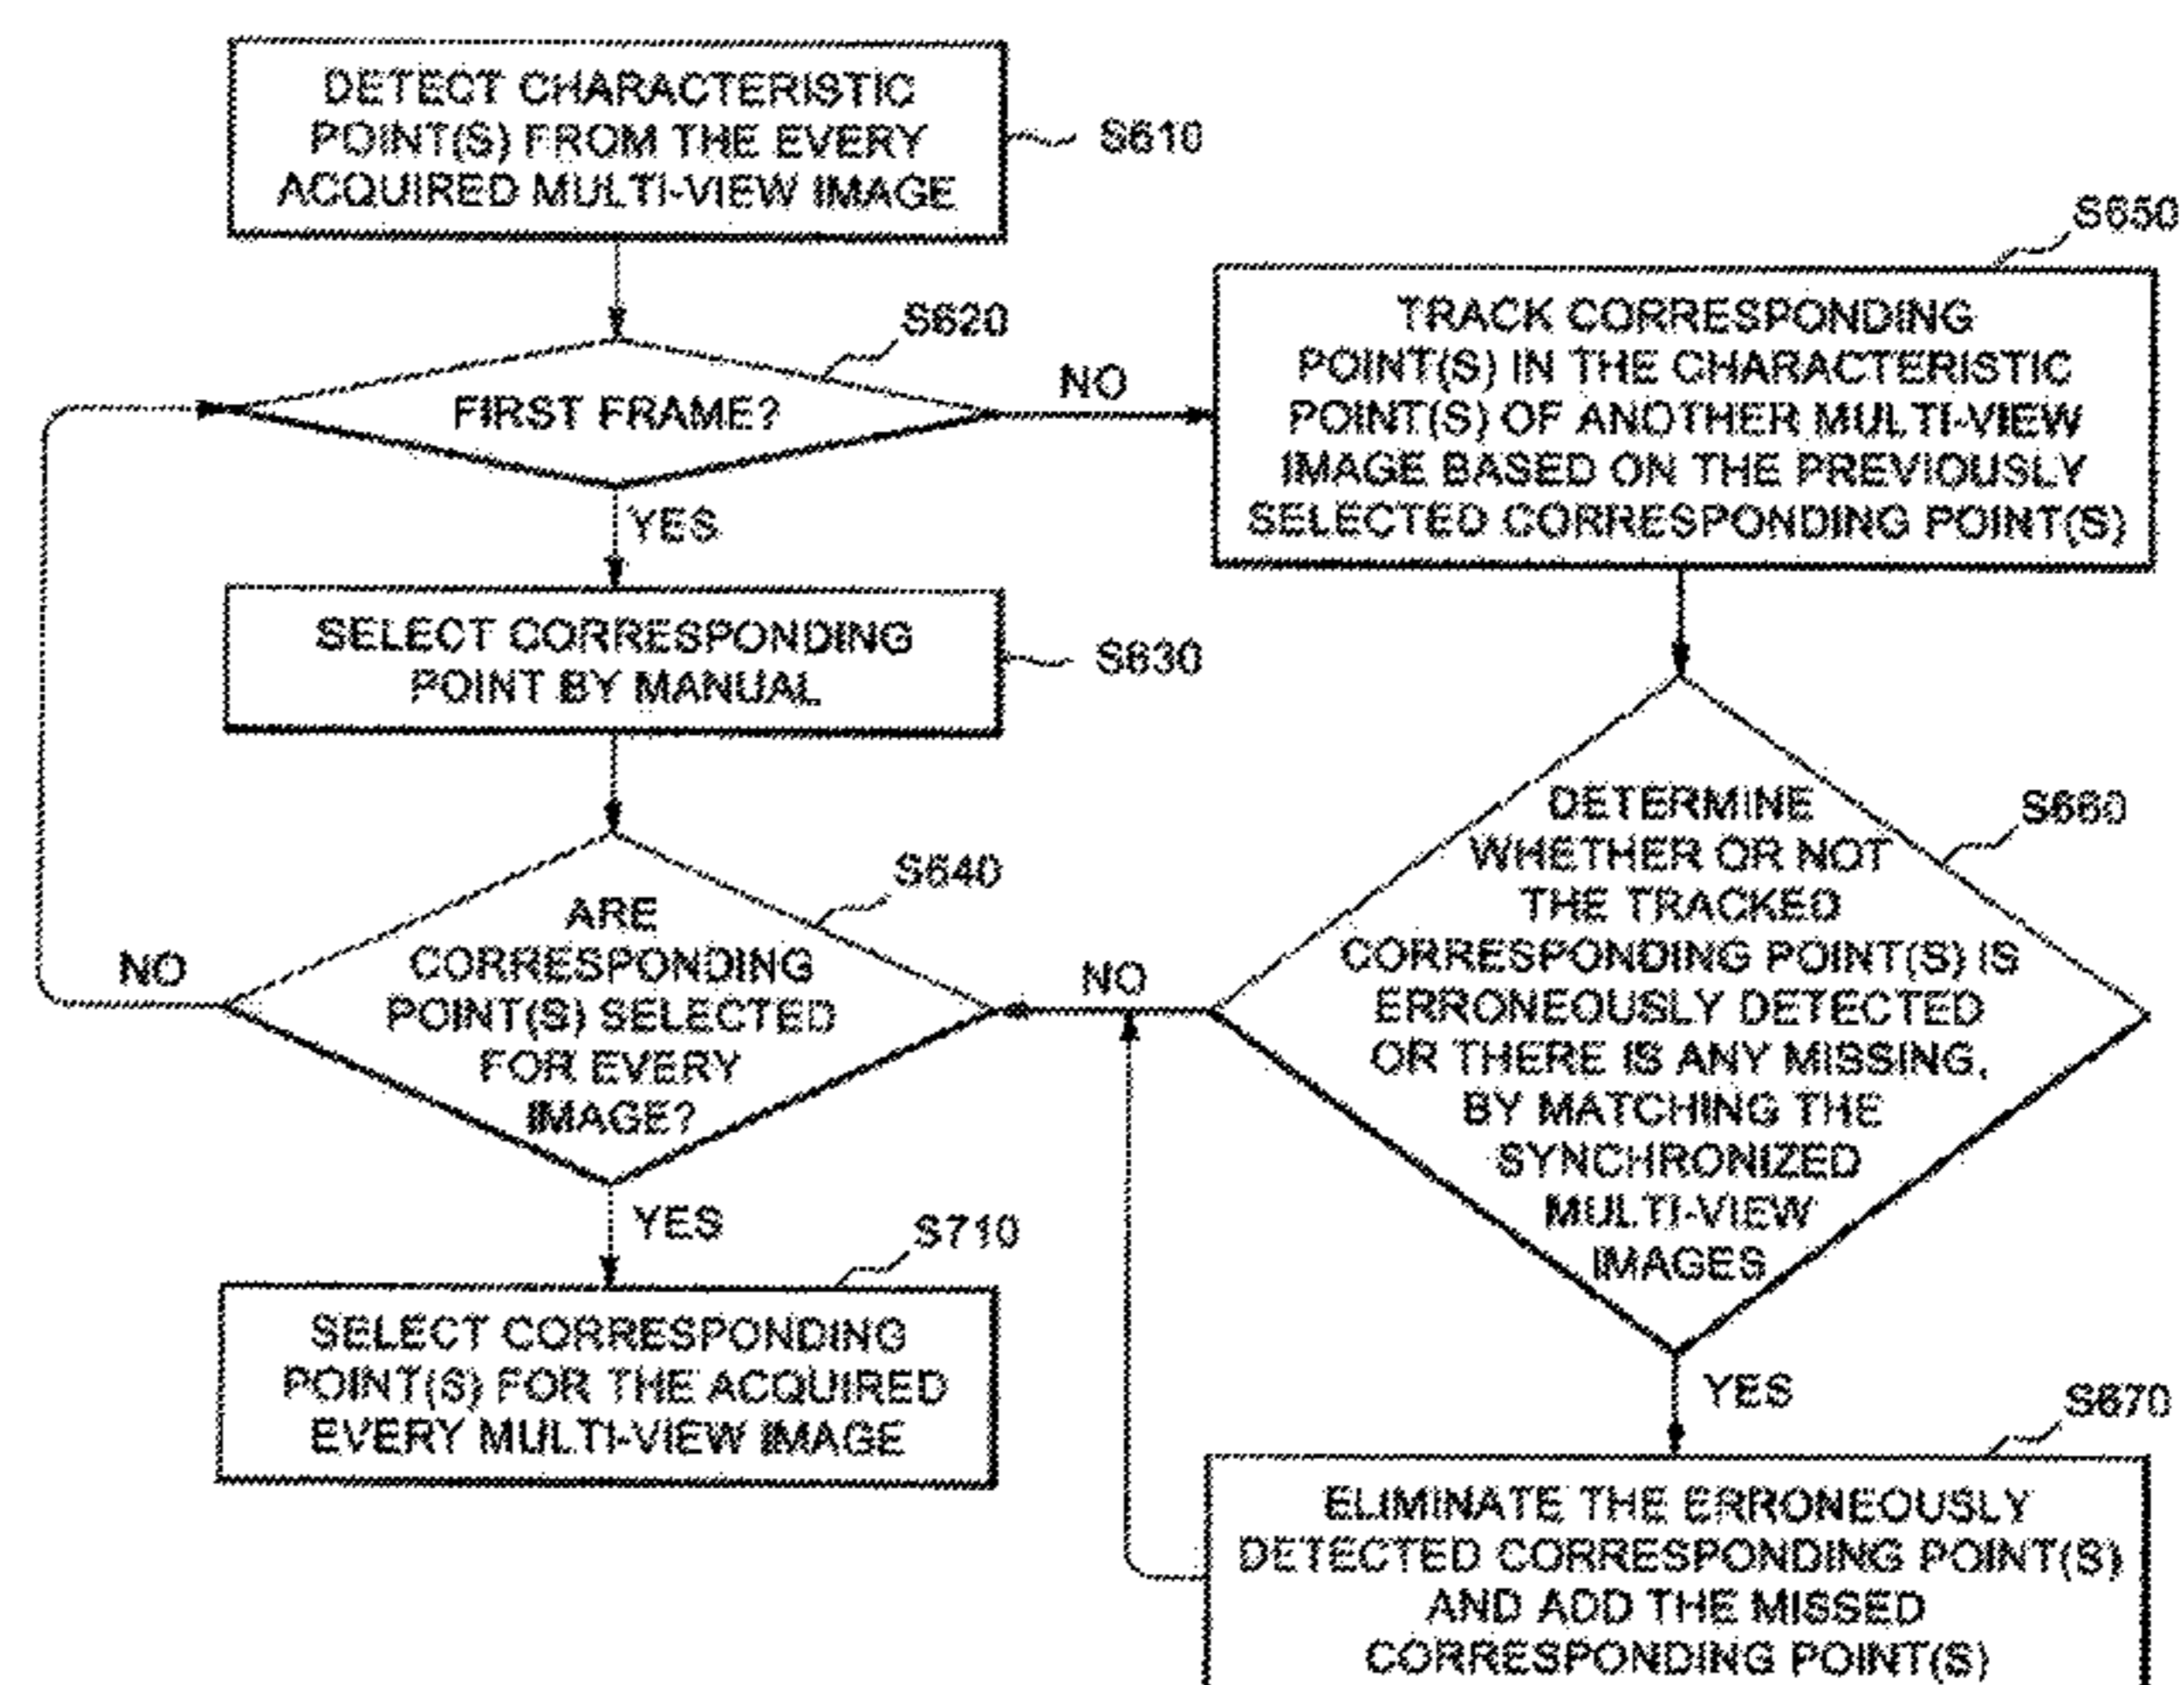 DETECT CHARACTERISTIC
POINT(S) FROM THE EVERY
ACQUIRED MULTI-VIEW IMAGE
S610
S620
FIRST FRAME?
NO
YES
SELECT CORRESPONDING
POINT BY MANUAL
S630
S640
ARE
CORRESPONDING
POINT(S) SELECTED
FOR EVERY
IMAGE?
NO
YES
S710
SELECT CORRESPONDING
POINT(S) FOR THE ACQUIRED
EVERY MULTI-VIEW IMAGE
S650
TRACK CORRESPONDING
POINT(S) IN THE CHARACTERISTIC
POINT(S) OF ANOTHER MULTI-VIEW
IMAGE BASED ON THE PREVIOUSLY
SELECTED CORRESPONDING POINT(S)
S660
DETERMINE
WHETHER OR NOT
THE TRACKED
CORRESPONDING POINT(S) IS
ERRONEOUSLY DETECTED
OR THERE IS ANY MISSING,
BY MATCHING THE
SYNCHRONIZED
MULTI-VIEW
IMAGES
NO
YES
S670
ELIMINATE THE ERRONEOUSLY
DETECTED CORRESPONDING POINT(S)
AND ADD THE MISSED
CORRESPONDING POINT(S)